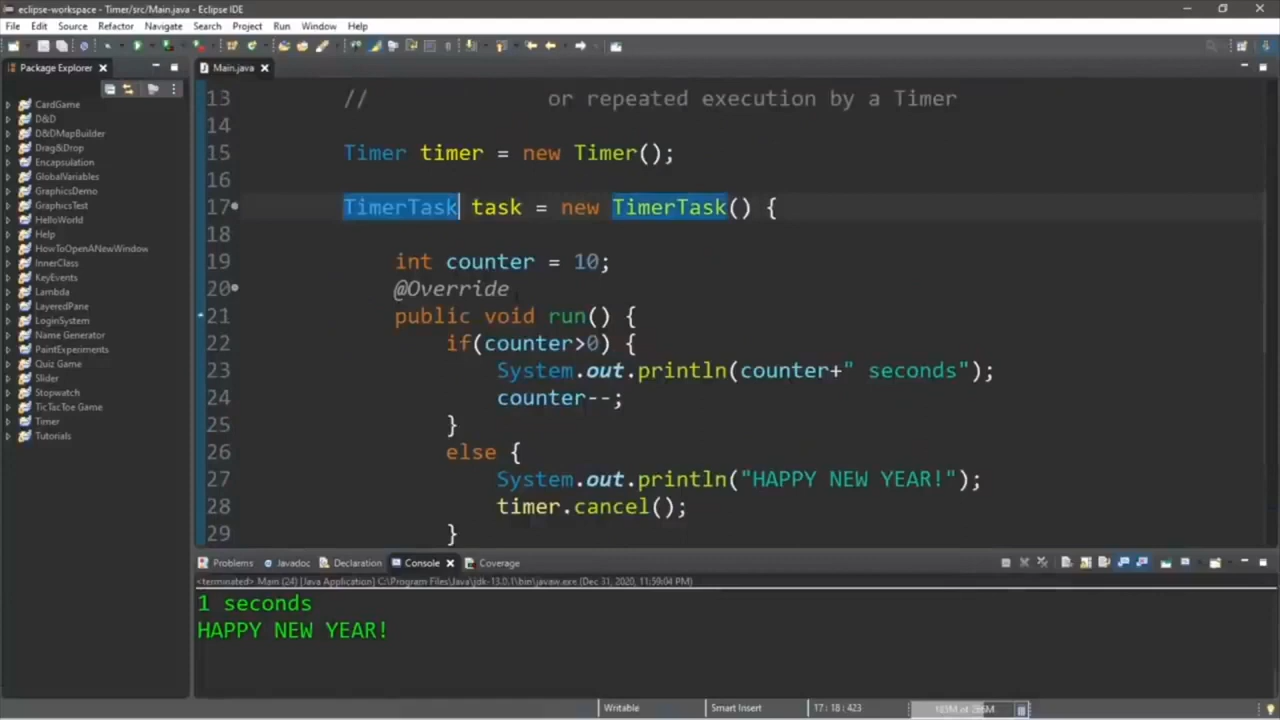 eclipse-workspace - Timer/src/Main.java - Eclipse IDE
File Edit Source Refactor Navigate Search Project Run Window Help
Package Explorer
Main.java
CardGame
D&D
D&DMapBuilder
Drag&Drop
Encapsulation
GlobalVariables
GraphicsDemo
GraphicsTest
HelloWorld
Help
HowToOpenANewWindow
InnerClass
KeyEvents
Lambda
LayeredPane
LoginSystem
Name Generator
PaintExperiments
Quiz Game
Slider
Stopwatch
TicTacToe Game
Timer
Tutorials
13 // or repeated execution by a Timer
14
15 Timer timer = new Timer();
16
17 TimerTask task = new TimerTask() {
18
19 int counter = 10;
20 @Override
21 public void run() {
22 if(counter>0) {
23 System.out.println(counter+" seconds");
24 counter--;
25 }
26 else {
27 System.out.println("HAPPY NEW YEAR!");
28 timer.cancel();
29 }
Problems Javadoc Declaration Console Coverage
<terminated> Main (24) [Java Application] C:\Program Files\Java\jdk-13.0.1\bin\javaw.exe (Dec 31, 2020, 11:59:04 PM)
1 seconds
HAPPY NEW YEAR!
Writable Smart Insert 17 : 18 : 423